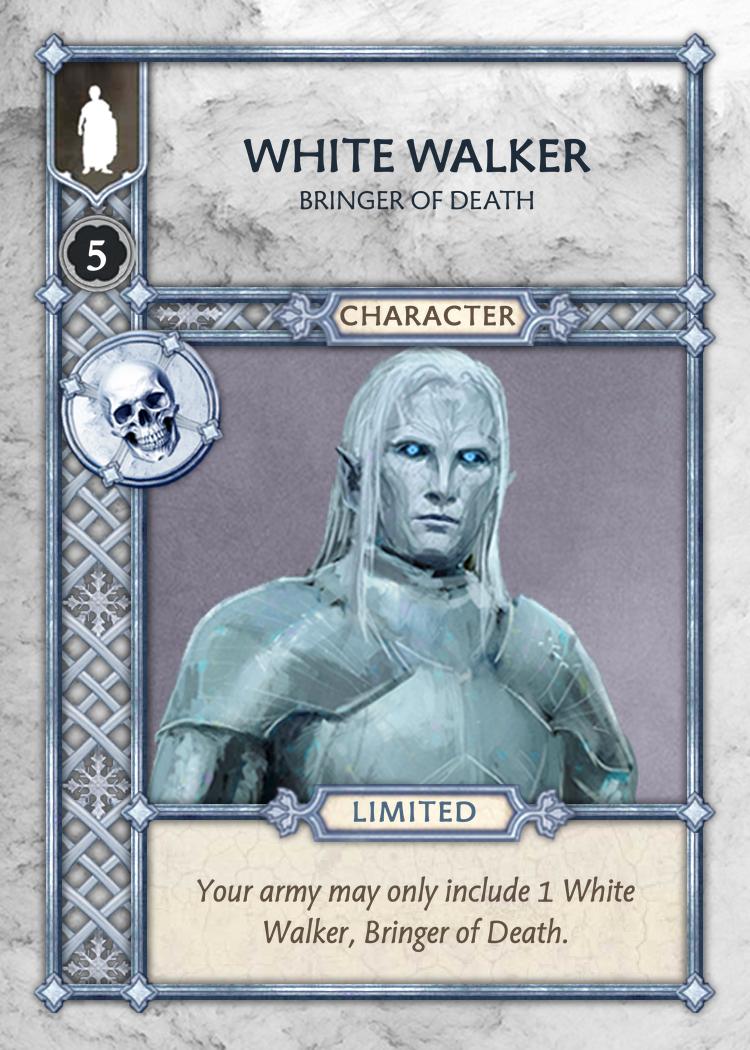 WHITE WALKER
BRINGER OF DEATH
5
CHARACTER
LIMITED
Your army may only include 1 White
Walker, Bringer of Death.